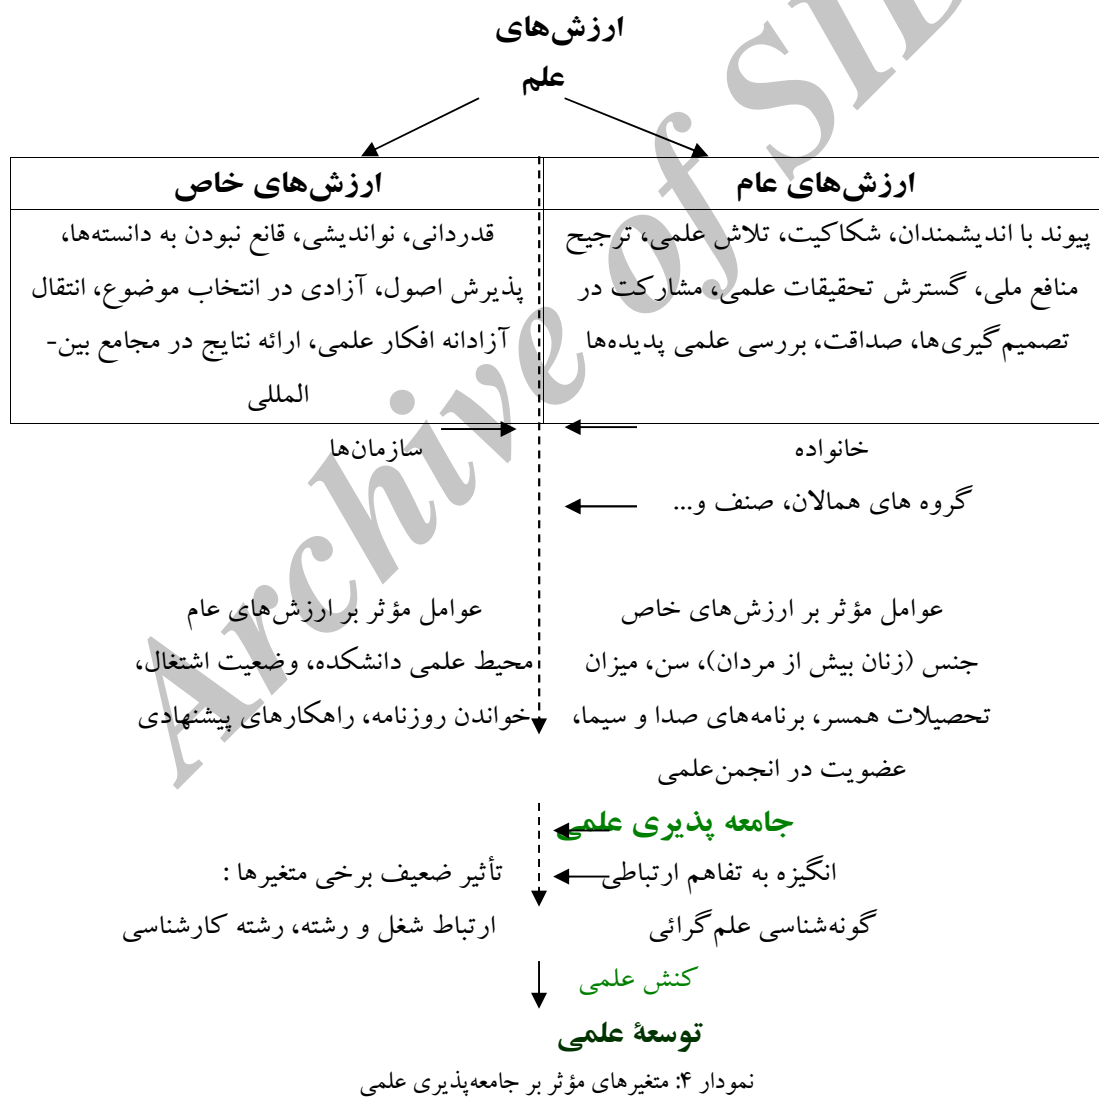 ارزش‌های
علم
ارزش‌های عام
ارزش‌های خاص
پیوند با اندیشمندان، شکاکیت، تلاش علمی، ترجیح
منافع ملی، گسترش تحقیقات علمی، مشارکت در
تصمیم‌گیری‌ها، صداقت، بررسی علمی پدیده‌ها
قدردانی، نواندیشی، قانع نبودن به دانسته‌ها،
پذیرش اصول، آزادی در انتخاب موضوع، انتقال
آزادانه افکار علمی، ارائه نتایج در مجامع بین-
المللی
خانواده
سازمان‌ها
گروه های همالان، صنف و...
عوامل مؤثر بر ارزش‌های خاص
جنس (زنان بیش از مردان)، سن، میزان
تحصیلات همسر، برنامه‌های صدا و سیما،
عضویت در انجمن‌علمی
عوامل مؤثر بر ارزش‌های عام
محیط علمی دانشکده، وضعیت اشتغال،
خواندن روزنامه، راهکارهای پیشنهادی
جامعه پذیری علمی
انگیزه به تفاهم ارتباطی
گونه‌شناسی علم‌گرائی
تأثیر ضعیف برخی متغیرها :
ارتباط شغل و رشته، رشته کارشناسی
کنش علمی
توسعۀ علمی
نمودار ۴: متغیرهای مؤثر بر جامعه‌پذیری علمی
Archive of SID